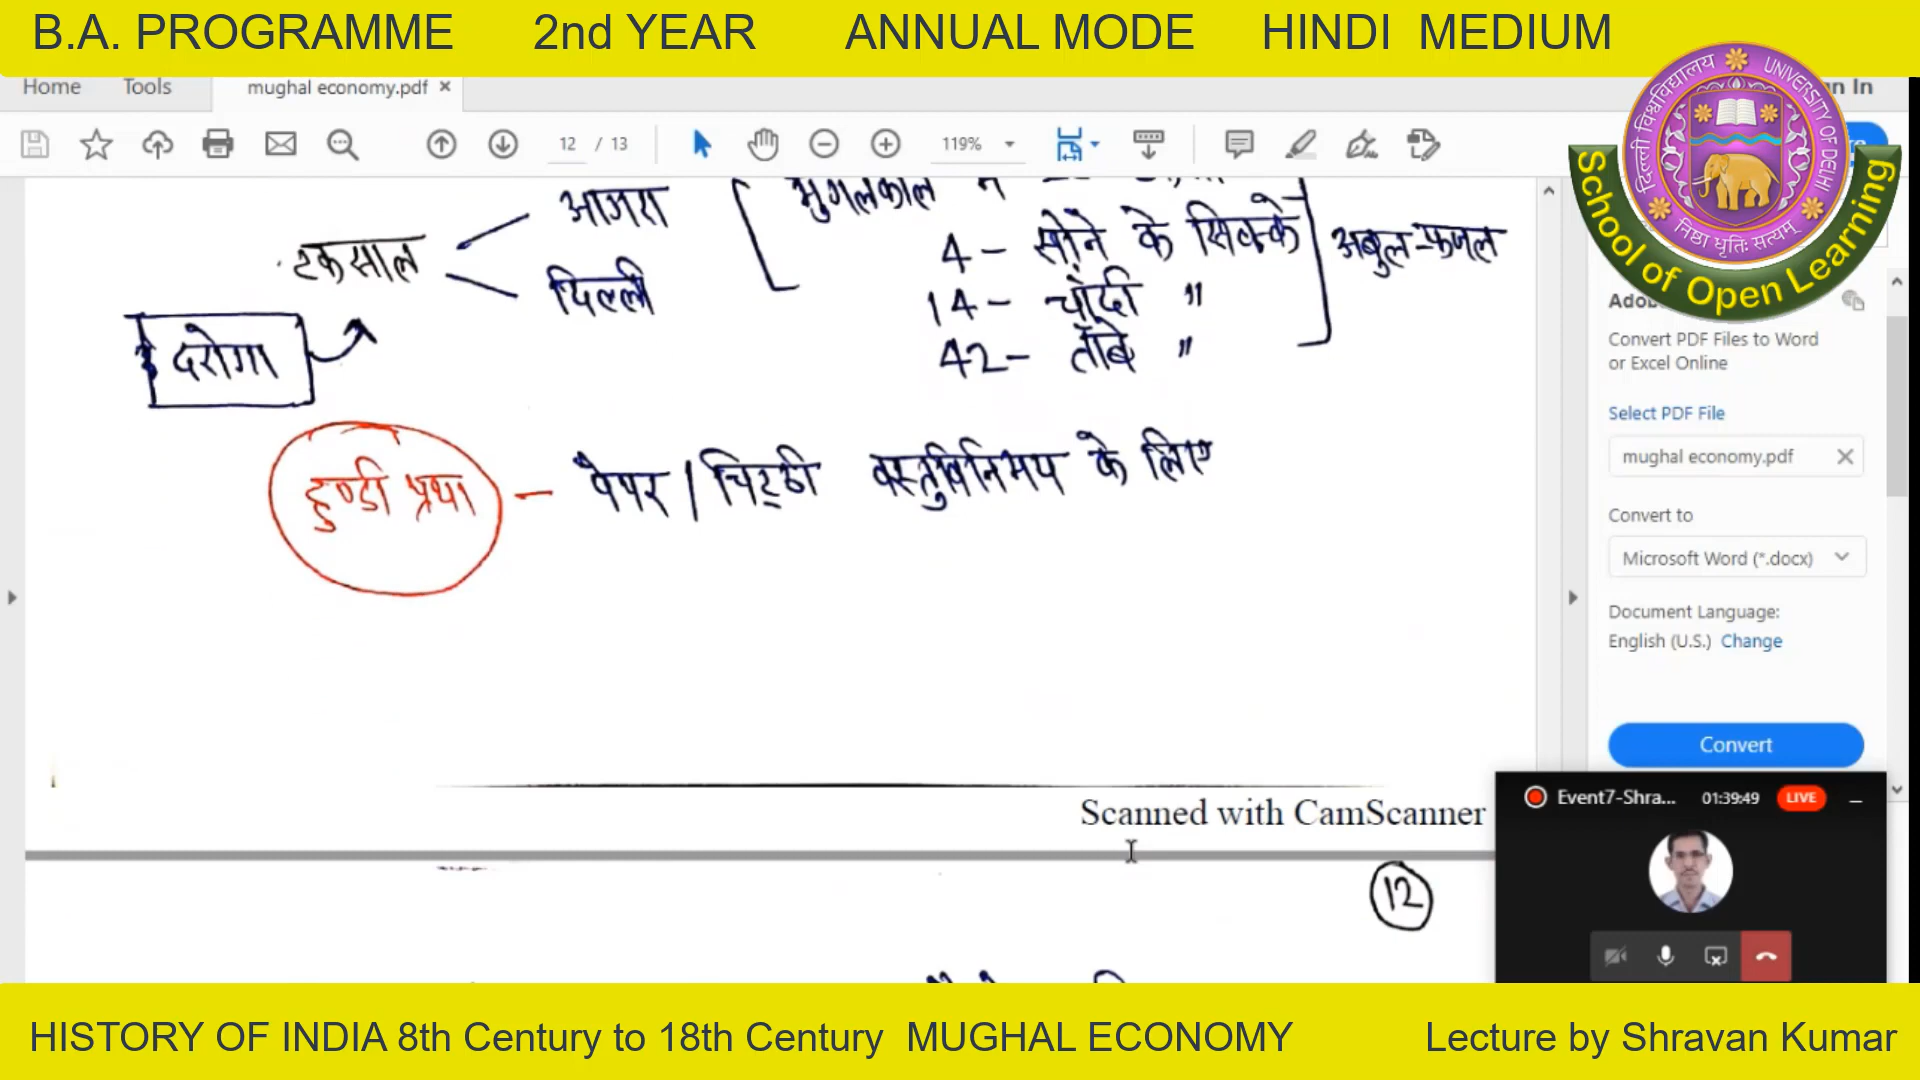 B.A. PROGRAMME 2nd YEAR ANNUAL MODE HINDI MEDIUM
Home Tools mugh​al economy.pdf × In
12 / 13 119%
मुगलकाल
टकसाल आगरा
दिल्ली
4 - सोने के सिक्के
14 - चांदी "
42 - तांबे "
अबुल-फजल
दरोगा
हुण्डी प्रथा - पेपर / चिट्ठी वस्तुविनिमय के लिए
Scanned with CamScanner
12
दिल्ली विश्वविद्यालय UNIVERSITY OF DELHI
निष्ठा धृतिः सत्यम्
School of Open Learning
Convert PDF Files to Word
or Excel Online
Select PDF File
mughal economy.pdf
Convert to
Microsoft Word (*.docx)
Document Language:
English (U.S.) Change
Convert
Event7-Shra... 01:39:49 LIVE
HISTORY OF INDIA 8th Century to 18th Century MUGHAL ECONOMY Lecture by Shravan Kumar